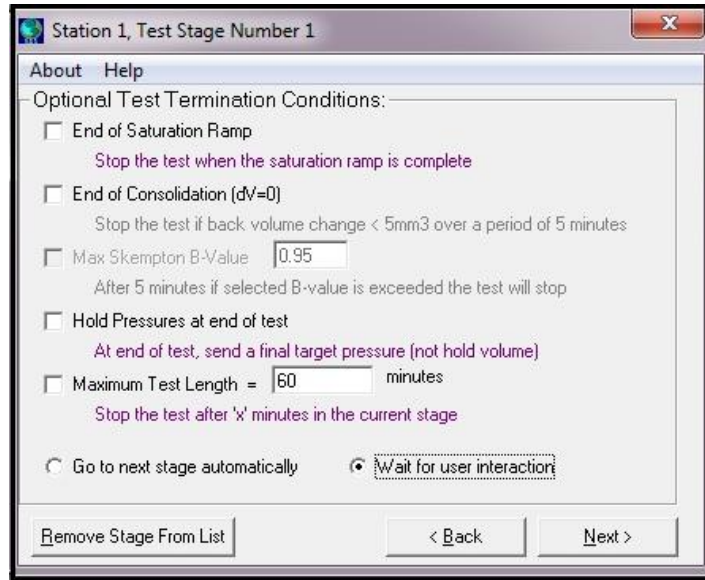 Station 1, Test Stage Number 1
About Help
Optional Test Termination Conditions:
End of Saturation Ramp
Stop the test when the saturation ramp is complete
End of Consolidation (dV=0)
Stop the test if back volume change < 5mm3 over a period of 5 minutes
Max Skempton B-Value 0.95
After 5 minutes if selected B-value is exceeded the test will stop
Hold Pressures at end of test
At end of test, send a final target pressure (not hold volume)
Maximum Test Length = 60 minutes
Stop the test after 'x' minutes in the current stage
Go to next stage automatically Wait for user interaction
Remove Stage From List < Back Next >